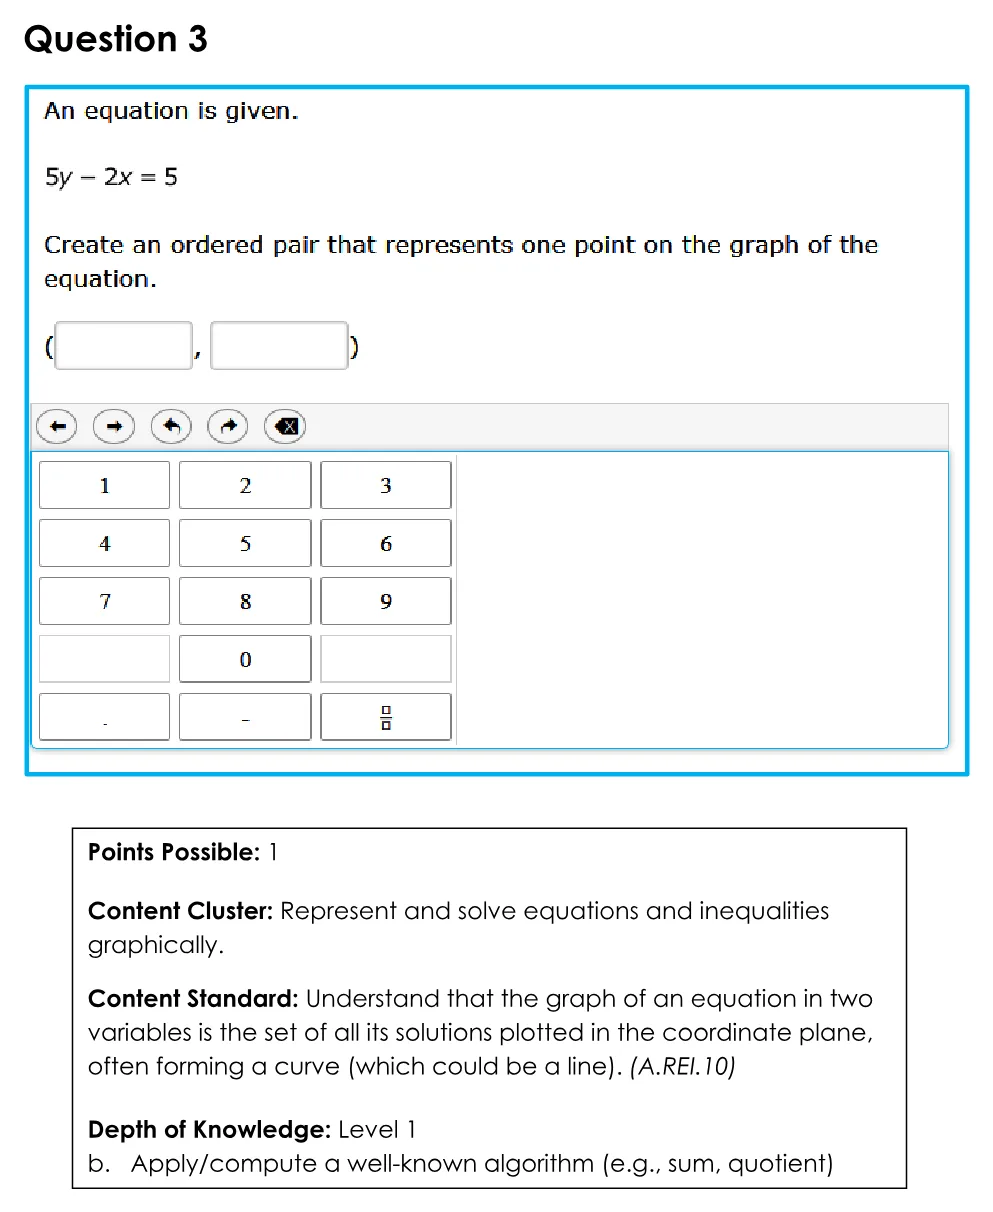 Question 3
An equation is given.
5y – 2x = 5
Create an ordered pair that represents one point on the graph of the
equation.
( , )
1 2 3
4 5 6
7 8 9
0
. – □/□
Points Possible: 1
Content Cluster: Represent and solve equations and inequalities
graphically.
Content Standard: Understand that the graph of an equation in two
variables is the set of all its solutions plotted in the coordinate plane,
often forming a curve (which could be a line). (A.REI.10)
Depth of Knowledge: Level 1
b. Apply/compute a well-known algorithm (e.g., sum, quotient)